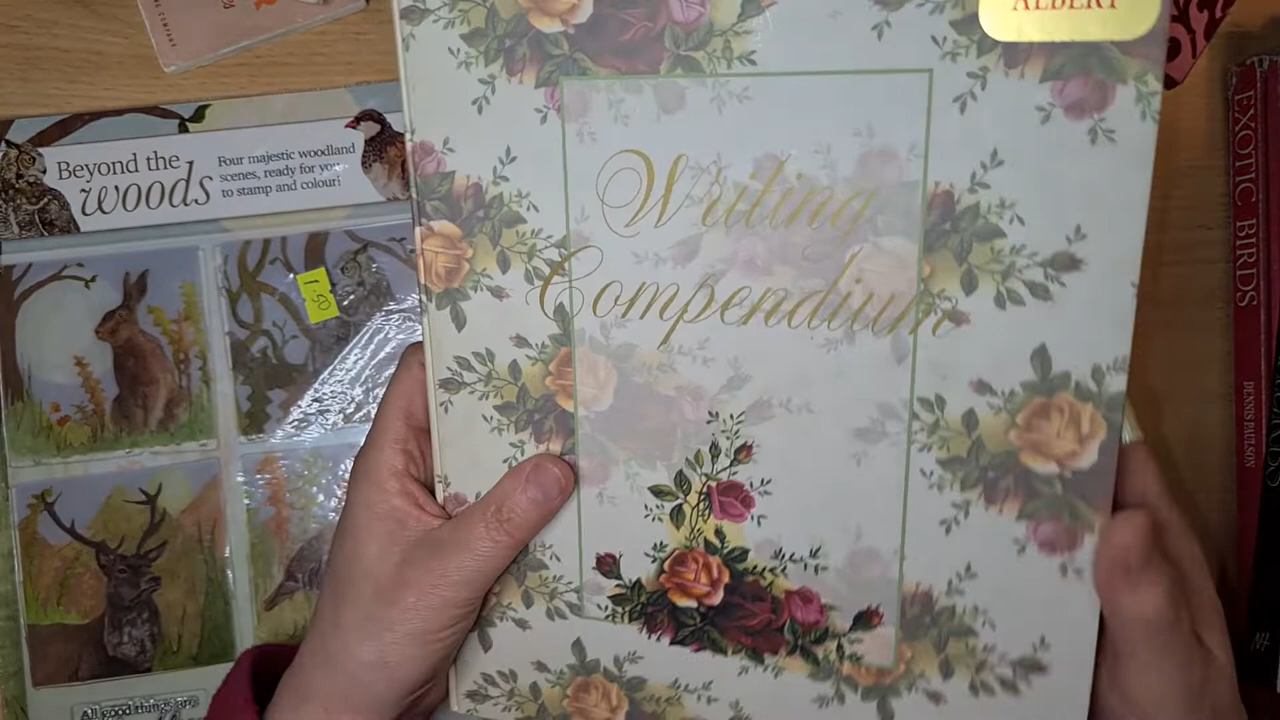 ALBERT
Writing
Compendium
Beyond the
woods
Four majestic woodland
scenes, ready for you
to stamp and colour!
1.50
All good things are
EXOTIC BIRDS
DENNIS PAULSON
COMPANY